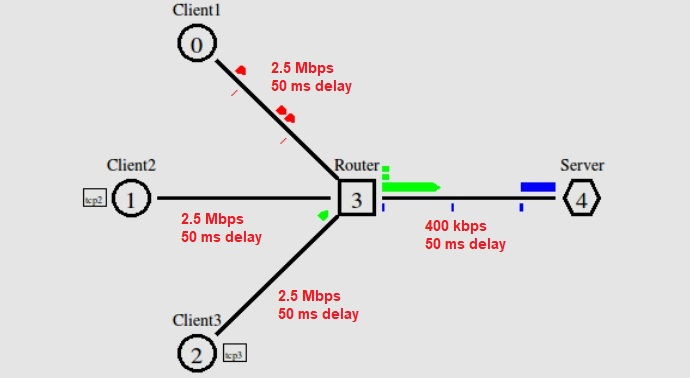 Client1
0
2.5 Mbps
50 ms delay
Client2
tcp2
1
2.5 Mbps
50 ms delay
Router
3
400 kbps
50 ms delay
Server
4
2.5 Mbps
50 ms delay
Client3
2
tcp3